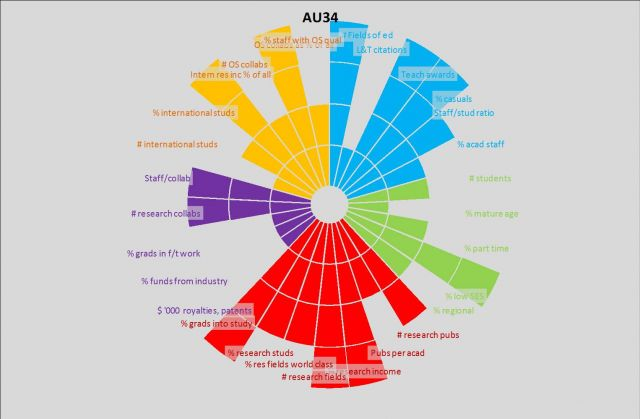 AU34
# Fields of ed
% staff with OS qual
OS collabs as % of all
L&T citations
# OS collabs
Intern res inc % of all
Teach awards
% casuals
% international studs
Staff/stud ratio
# international studs
% acad staff
Staff/collab
# students
# research collabs
% mature age
% grads in f/t work
% part time
% funds from industry
% low SES
$ '000 royalties, patents
% regional
% grads into study
# research pubs
% research studs
Pubs per acad
% res fields world class
research income
# research fields